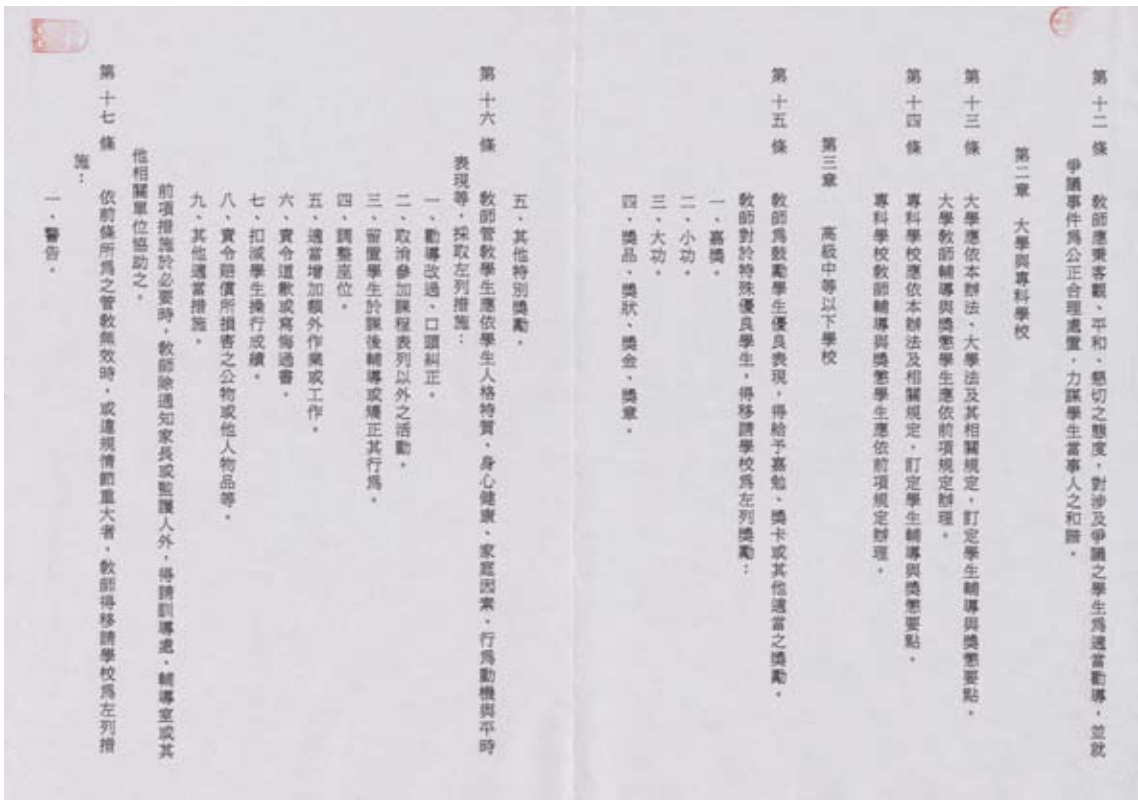 第十二條 教師應秉客觀、平和、懇切之態度，對涉及爭議之學生為適當勸導，並就
爭議事件為公正合理處置，力謀學生當事人之和諧。
第二章 大學與專科學校
第十三條 大學應依本辦法、大學法及其相關規定，訂定學生輔導與獎懲要點。
大學教師輔導與獎懲學生應依前項規定辦理。
第十四條 專科學校應依本辦法及相關規定，訂定學生輔導與獎懲要點。
專科學校教師輔導與獎懲學生應依前項規定辦理。
第三章 高級中等以下學校
第十五條 教師為鼓勵學生優良表現，得給予嘉勉、獎卡或其他適當之獎勵。
教師對於特殊優良學生，得移請學校為左列獎勵：
一、嘉獎。
二、小功。
三、大功。
四、獎品、獎狀、獎金、獎章。
五、其他特別獎勵。
第十六條 教師管教學生應依學生人格特質、身心健康、家庭因素、行為動機與平時
表現等，採取左列措施：
一、勸導改過、口頭糾正。
二、取消參加課程表列以外之活動。
三、留置學生於課後輔導或矯正其行為。
四、調整座位。
五、適當增加額外作業或工作。
六、責令道歉或寫悔過書。
七、扣減學生操行成績。
八、責令賠償所損害之公物或他人物品等。
九、其他適當措施。
前項措施於必要時，教師除通知家長或監護人外，得請訓導處、輔導室或其
他相關單位協助之。
第十七條 依前條所為之管教無效時，或違規情節重大者，教師得移請學校為左列措
施：
一、警告。